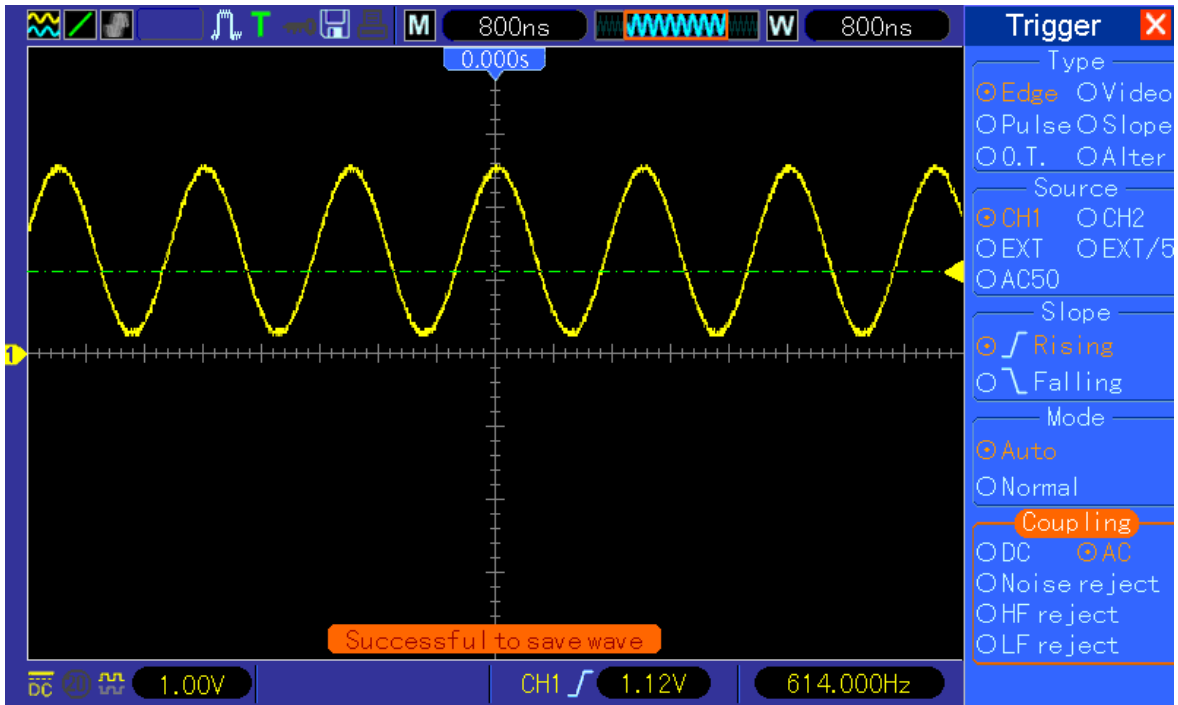 T M 800ns W 800ns
0.000s
Trigger X
Type
Edge Video
Pulse Slope
O.T. Alter
Source
CH1 CH2
EXT EXT/5
AC50
Slope
Rising
Falling
Mode
Auto
Normal
Coupling
DC AC
Noise reject
HF reject
LF reject
1
Successful to save wave
DC 20 1.00V CH1 1.12V 614.000Hz